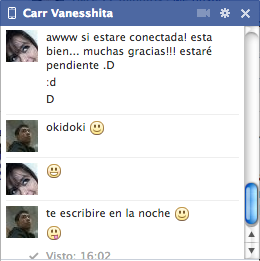 Carr Vanesshita
awww si estare conectada! esta
bien... muchas gracias!!! estaré
pendiente .D
:d
D
okidoki
te escribire en la noche
Visto: 16:02